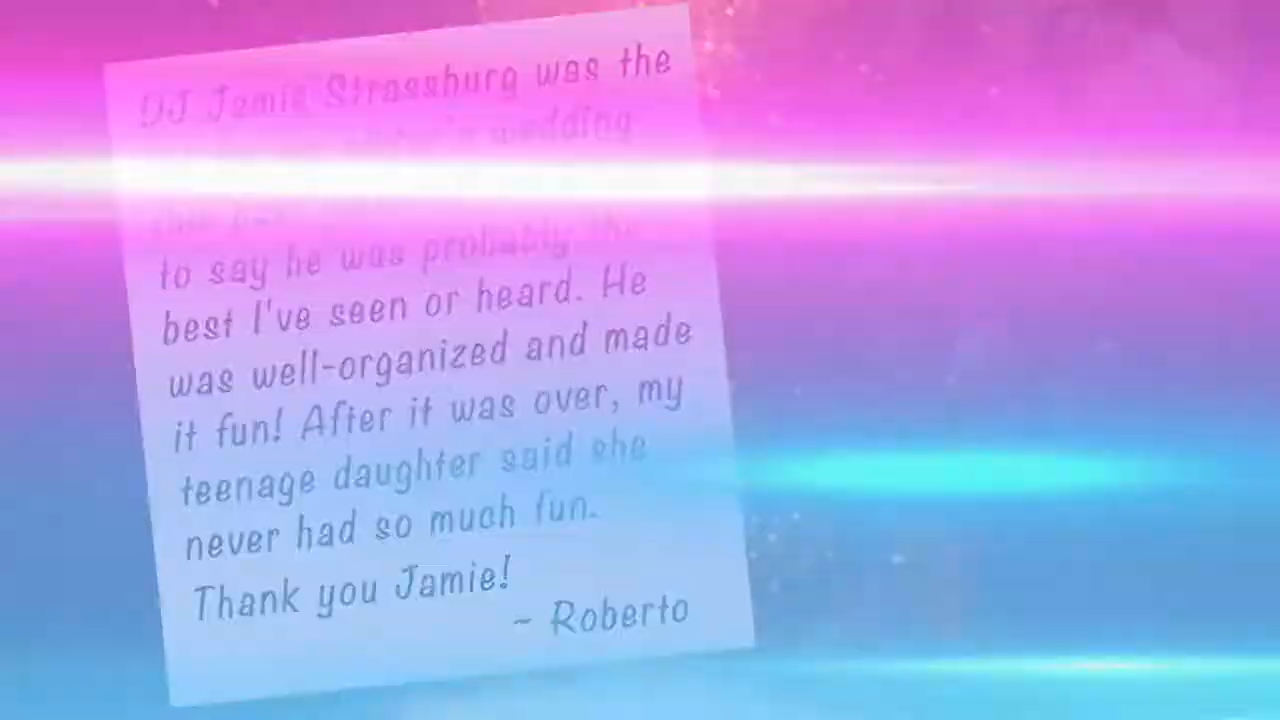 DJ Jamie Strassburg was the
wedding
to say he was probably the
best I've seen or heard. He
was well-organized and made
it fun! After it was over, my
teenage daughter said she
never had so much fun.
Thank you Jamie!
~ Roberto